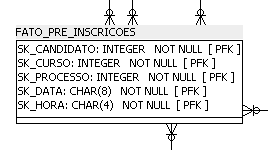 FATO_PRE_INSCRICOES
SK_CANDIDATO: INTEGER NOT NULL [ PFK ]
SK_CURSO: INTEGER NOT NULL [ PFK ]
SK_PROCESSO: INTEGER NOT NULL [ PFK ]
SK_DATA: CHAR(8) NOT NULL [ PFK ]
SK_HORA: CHAR(4) NOT NULL [ PFK ]